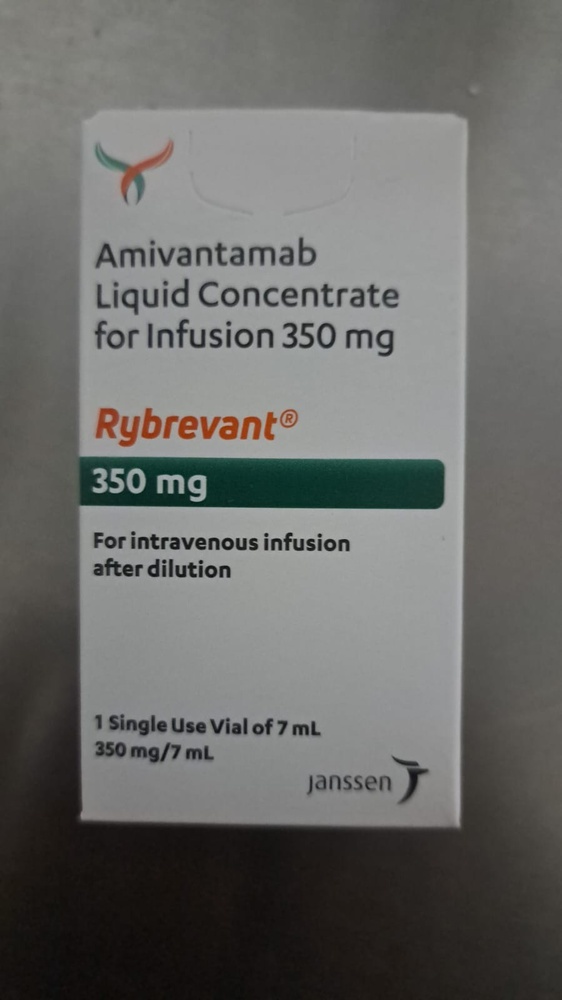 Amivantamab
Liquid Concentrate
for Infusion 350 mg
Rybrevant®
350 mg
For intravenous infusion
after dilution
1 Single Use Vial of 7 mL
350 mg/7 mL
Janssen